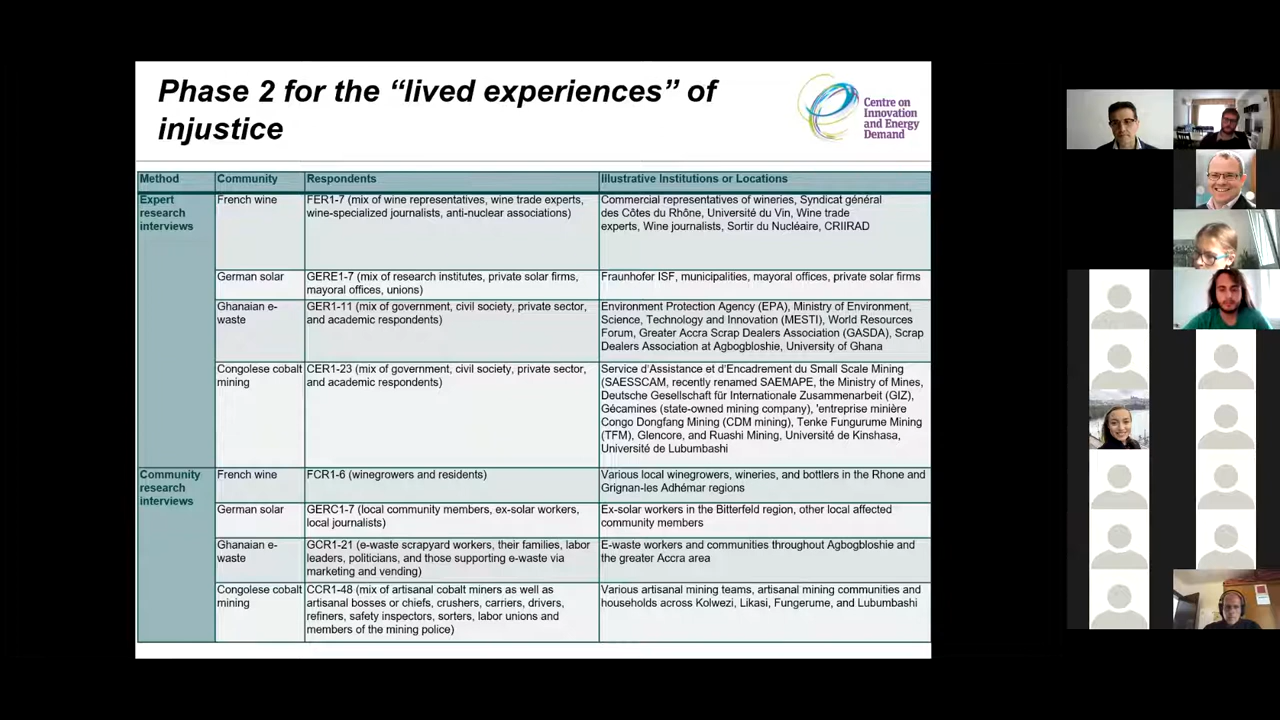 Phase 2 for the “lived experiences” of
injustice
Centre on
Innovation
and Energy
Demand
Method Community Respondents Illustrative Institutions or Locations
Expert
research
interviews
French wine
FER1-7 (mix of wine representatives, wine trade experts,
wine-specialized journalists, anti-nuclear associations)
Commercial representatives of wineries, Syndicat général
des Côtes du Rhône, Université du Vin, Wine trade
experts, Wine journalists, Sortir du Nucléaire, CRIIRAD
German solar
GERE1-7 (mix of research institutes, private solar firms,
mayoral offices, unions)
Fraunhofer ISF, municipalities, mayoral offices, private solar firms
Ghanaian e-
waste
GER1-11 (mix of government, civil society, private sector,
and academic respondents)
Environment Protection Agency (EPA), Ministry of Environment,
Science, Technology and Innovation (MESTI), World Resources
Forum, Greater Accra Scrap Dealers Association (GASDA), Scrap
Dealers Association at Agbogbloshie, University of Ghana
Congolese cobalt
mining
CER1-23 (mix of government, civil society, private sector,
and academic respondents)
Service d’Assistance et d’Encadrement du Small Scale Mining
(SAESSCAM, recently renamed SAEMAPE, the Ministry of Mines,
Deutsche Gesellschaft für Internationale Zusammenarbeit (GIZ),
Gécamines (state-owned mining company), 'entreprise minière
Congo Dongfang Mining (CDM mining), Tenke Fungurume Mining
(TFM), Glencore, and Ruashi Mining, Université de Kinshasa,
Université de Lubumbashi
Community
research
interviews
French wine
FCR1-6 (winegrowers and residents)
Various local winegrowers, wineries, and bottlers in the Rhone and
Grignan-les Adhémar regions
German solar
GERC1-7 (local community members, ex-solar workers,
local journalists)
Ex-solar workers in the Bitterfeld region, other local affected
community members
Ghanaian e-
waste
GCR1-21 (e-waste scrapyard workers, their families, labor
leaders, politicians, and those supporting e-waste via
marketing and vending)
E-waste workers and communities throughout Agbogbloshie and
the greater Accra area
Congolese cobalt
mining
CCR1-48 (mix of artisanal cobalt miners as well as
artisanal bosses or chiefs, crushers, carriers, drivers,
refiners, safety inspectors, sorters, labor unions and
members of the mining police)
Various artisanal mining teams, artisanal mining communities and
households across Kolwezi, Likasi, Fungerume, and Lubumbashi